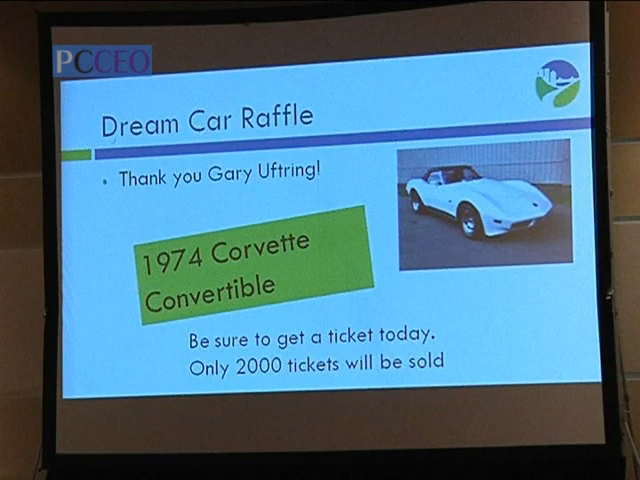 PCCEO
Dream Car Raffle
• Thank you Gary Uftring!
1974 Corvette
Convertible
Be sure to get a ticket today.
Only 2000 tickets will be sold